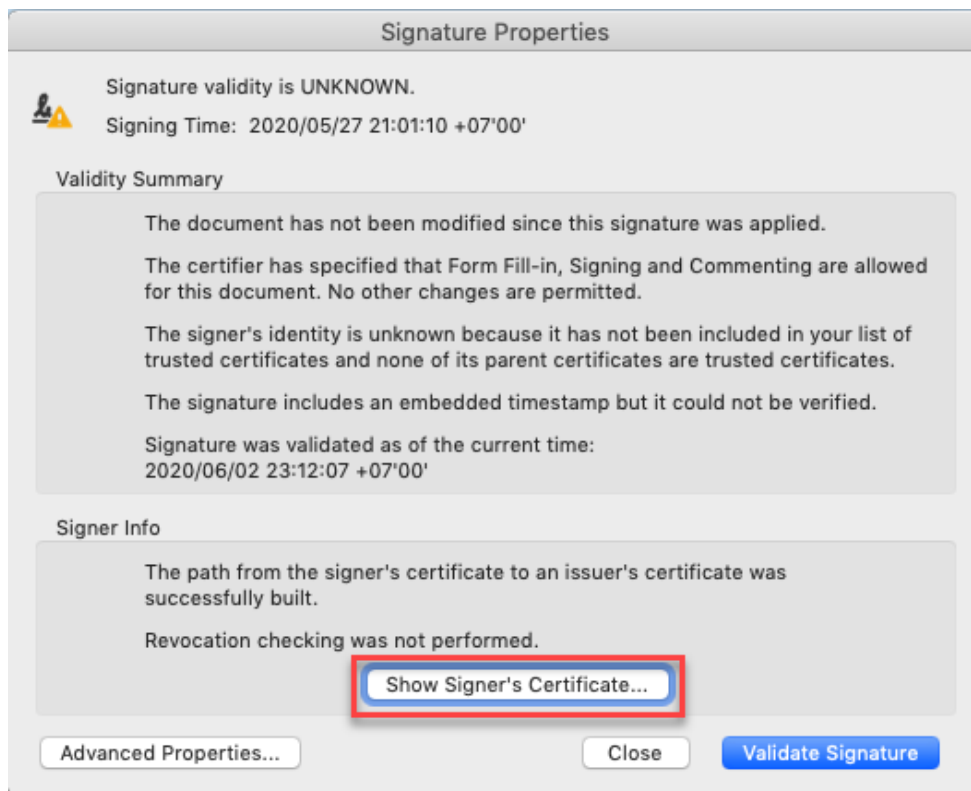 Signature Properties
Signature validity is UNKNOWN.
Signing Time:  2020/05/27 21:01:10 +07'00'
Validity Summary
The document has not been modified since this signature was applied.
The certifier has specified that Form Fill-in, Signing and Commenting are allowed
for this document. No other changes are permitted.
The signer's identity is unknown because it has not been included in your list of
trusted certificates and none of its parent certificates are trusted certificates.
The signature includes an embedded timestamp but it could not be verified.
Signature was validated as of the current time:
2020/06/02 23:12:07 +07'00'
Signer Info
The path from the signer's certificate to an issuer's certificate was
successfully built.
Revocation checking was not performed.
Show Signer's Certificate...
Advanced Properties...
Close
Validate Signature